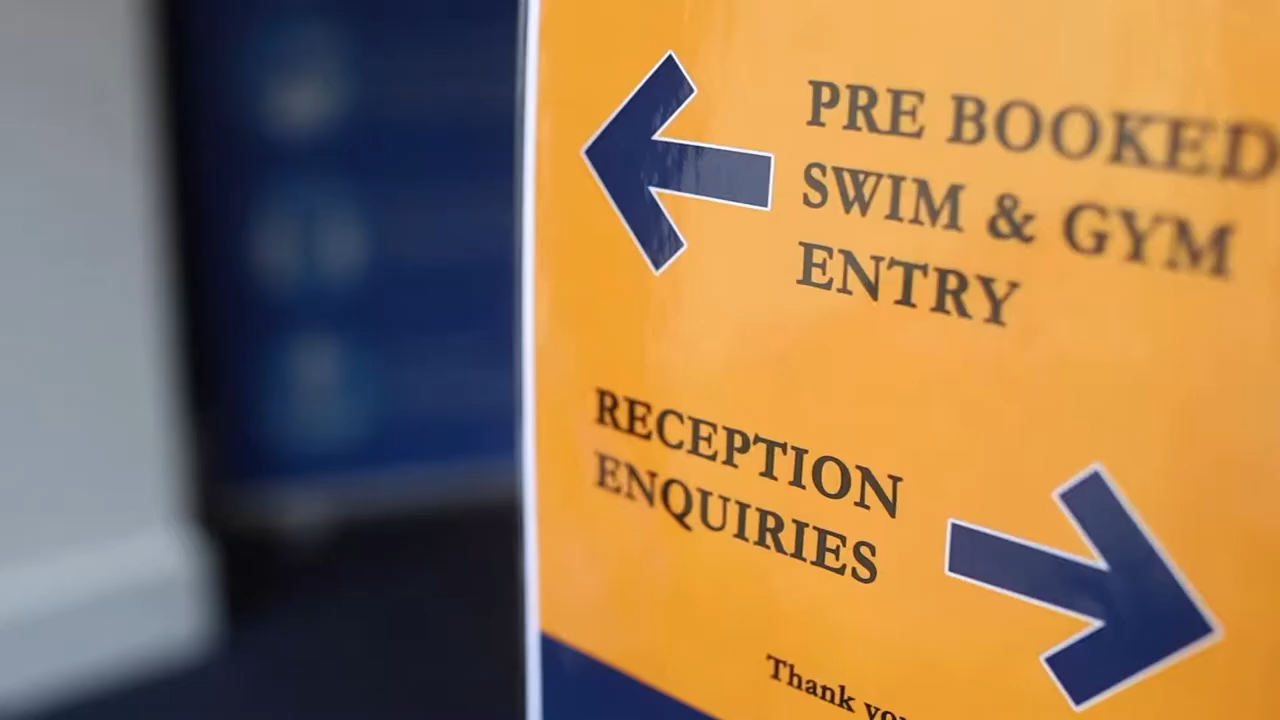 PRE BOOKED
SWIM & GYM
ENTRY
RECEPTION
ENQUIRIES
Thank you